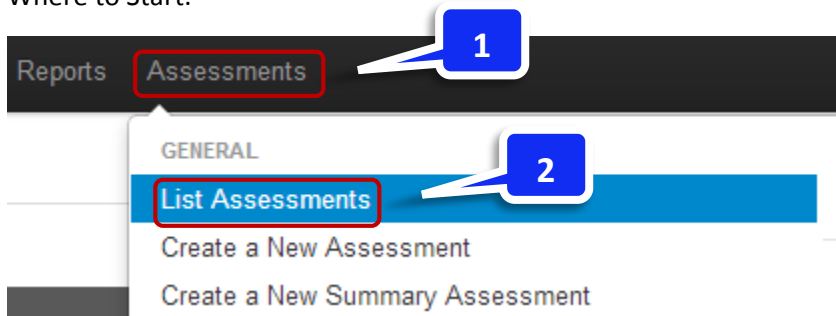 Where to Start:
Reports Assessments 1
GENERAL
List Assessments 2
Create a New Assessment
Create a New Summary Assessment